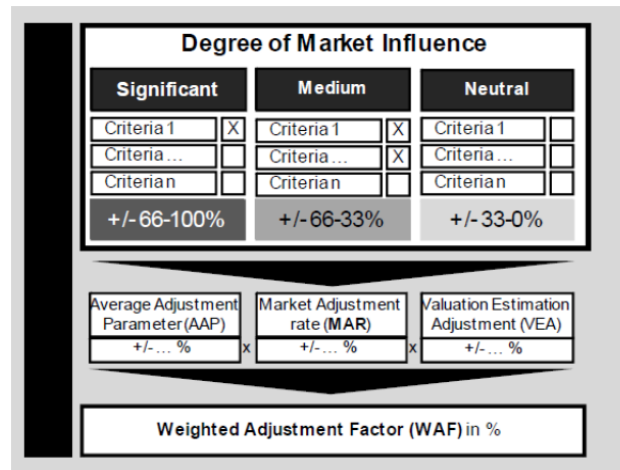 Degree of Market Influence
Significant Medium Neutral
Criteria 1 X Criteria 1 X Criteria 1
Criteria ... Criteria ... X Criteria ...
Criteria n Criteria n Criteria n
+/- 66-100% +/- 66-33% +/- 33-0%
Average Adjustment Market Adjustment Valuation Estimation
Parameter (AAP) rate (MAR) Adjustment (VEA)
+/- ... % x +/- ... % x +/- ... %
Weighted Adjustment Factor (WAF) in %